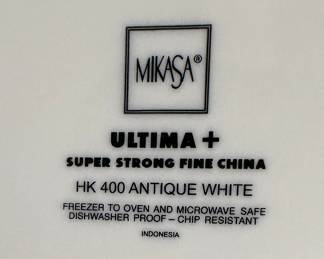 MIKASA®
ULTIMA +
SUPER STRONG FINE CHINA
HK 400 ANTIQUE WHITE
FREEZER TO OVEN AND MICROWAVE SAFE
DISHWASHER PROOF – CHIP RESISTANT
INDONESIA